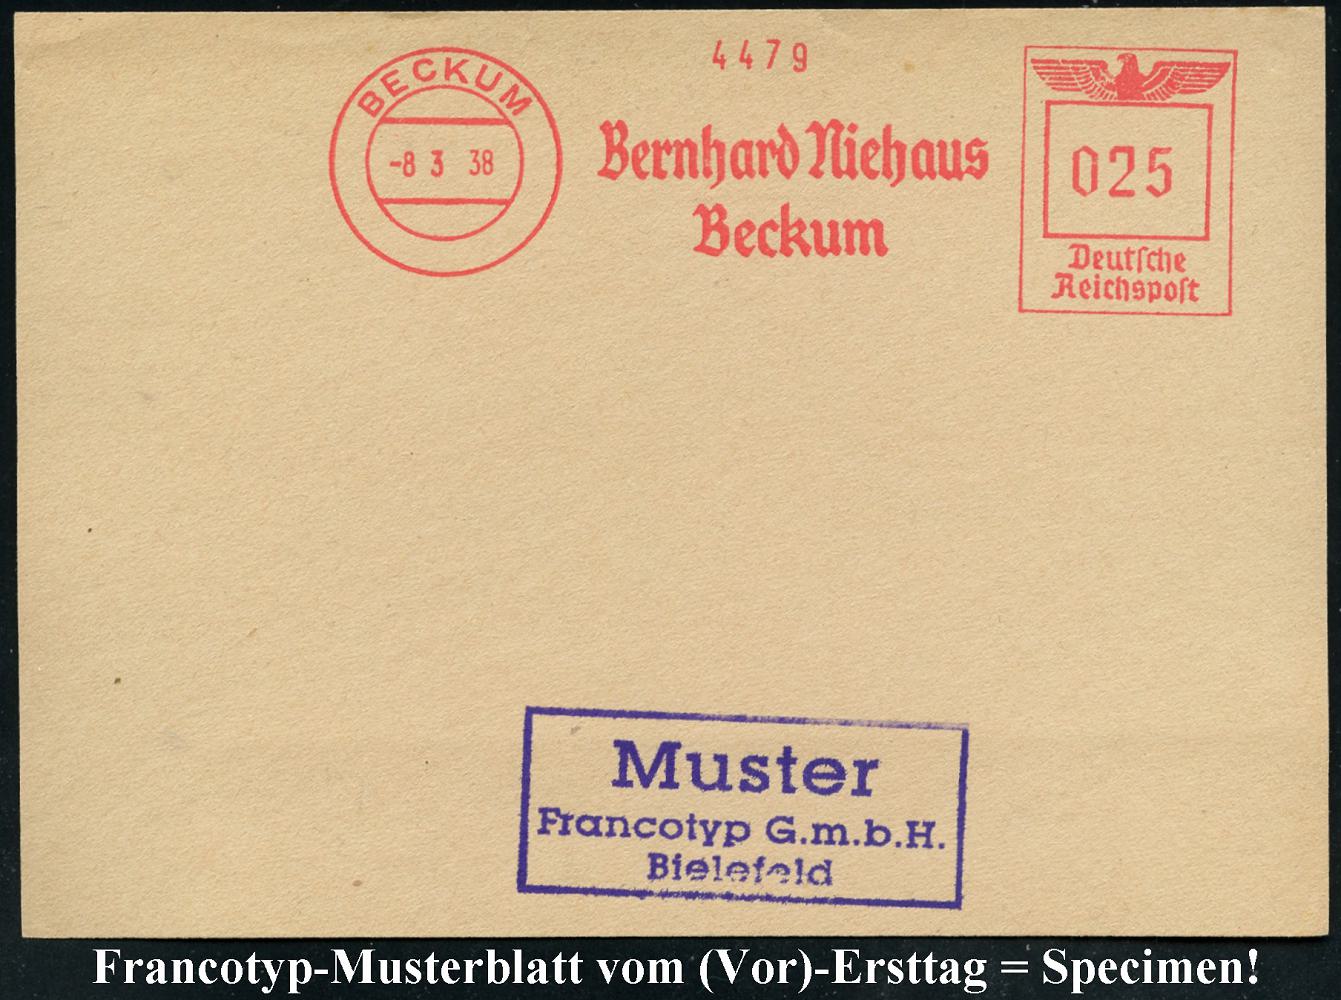 4479
BECKUM
-8 3 38
Bernhard Niehaus
Beckum
025
Deutſche
Reichspoſt
Muster
Francotyp G.m.b.H.
Bielefeld
Francotyp-Musterblatt vom (Vor)-Ersttag = Specimen!